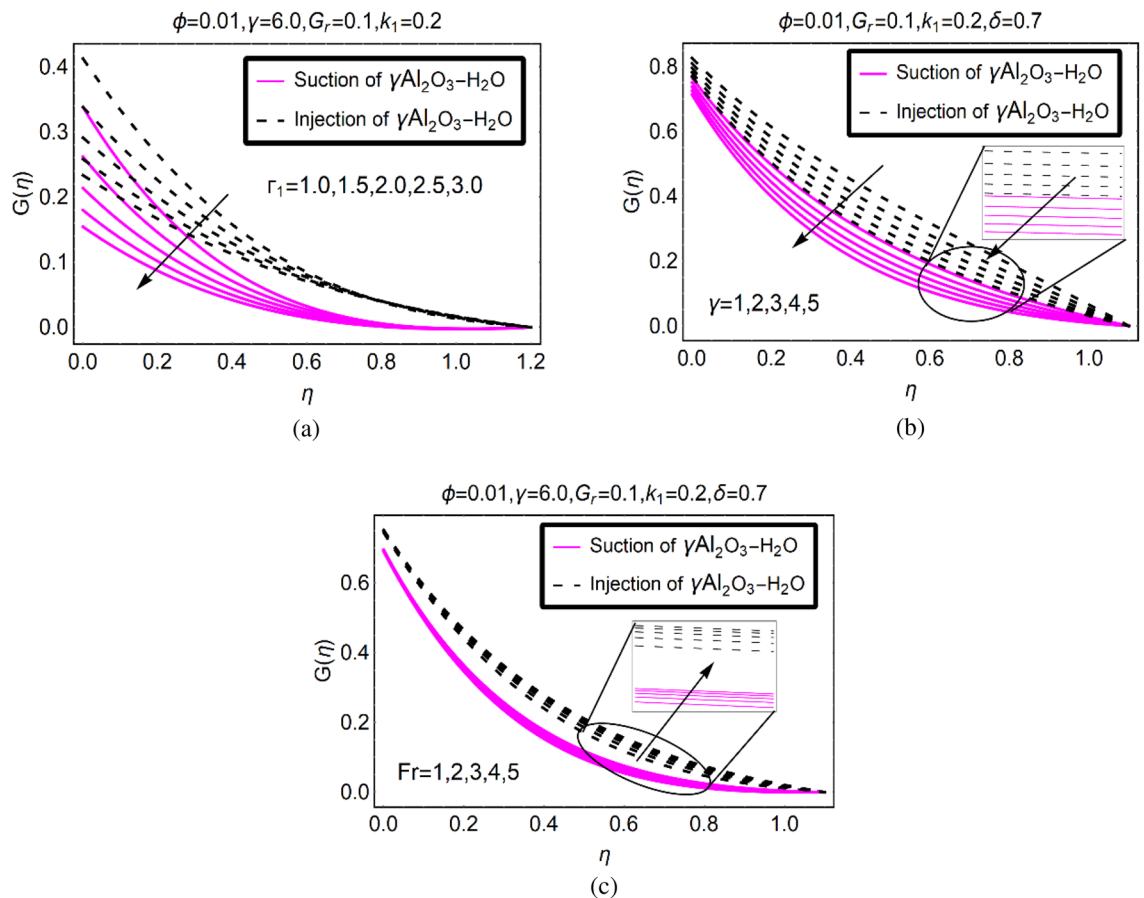 ϕ=0.01,γ=6.0,Gᵣ=0.1,k₁=0.2
Suction of γAl₂O₃–H₂O
Injection of γAl₂O₃–H₂O
Γ₁=1.0,1.5,2.0,2.5,3.0
G(η)
0.4
0.3
0.2
0.1
0.0
0.0 0.2 0.4 0.6 0.8 1.0 1.2
η
(a)
ϕ=0.01,Gᵣ=0.1,k₁=0.2,δ=0.7
Suction of γAl₂O₃–H₂O
Injection of γAl₂O₃–H₂O
γ=1,2,3,4,5
G(η)
0.8
0.6
0.4
0.2
0.0
0.0 0.2 0.4 0.6 0.8 1.0
η
(b)
ϕ=0.01,γ=6.0,Gᵣ=0.1,k₁=0.2,δ=0.7
Suction of γAl₂O₃–H₂O
Injection of γAl₂O₃–H₂O
Fr=1,2,3,4,5
G(η)
0.6
0.4
0.2
0.0
0.0 0.2 0.4 0.6 0.8 1.0
η
(c)